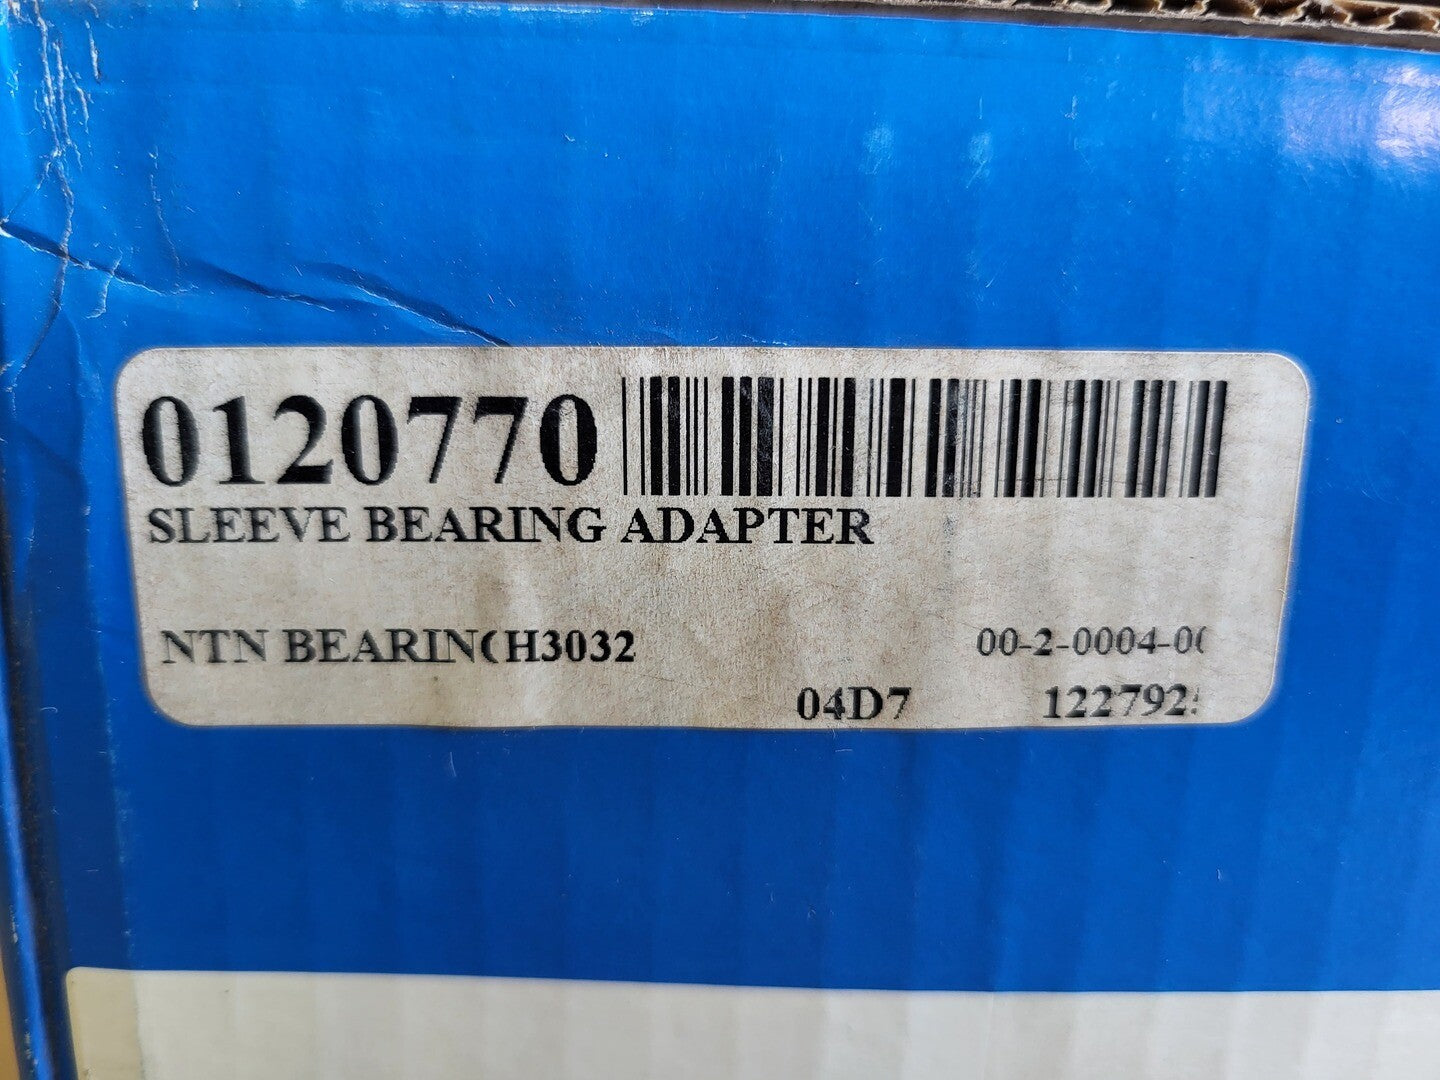 0120770
SLEEVE BEARING ADAPTER
NTN BEARIN(H3032 00-2-0004-0(
04D7 122792